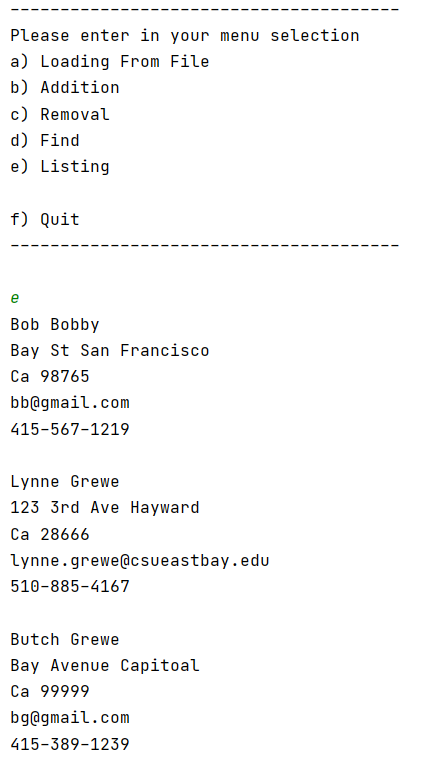 ----------------------------------------
Please enter in your menu selection
a) Loading From File
b) Addition
c) Removal
d) Find
e) Listing
f) Quit
----------------------------------------
e
Bob Bobby
Bay St San Francisco
Ca 98765
bb@gmail.com
415-567-1219
Lynne Grewe
123 3rd Ave Hayward
Ca 28666
lynne.grewe@csueastbay.edu
510-885-4167
Butch Grewe
Bay Avenue Capitoal
Ca 99999
bg@gmail.com
415-389-1239